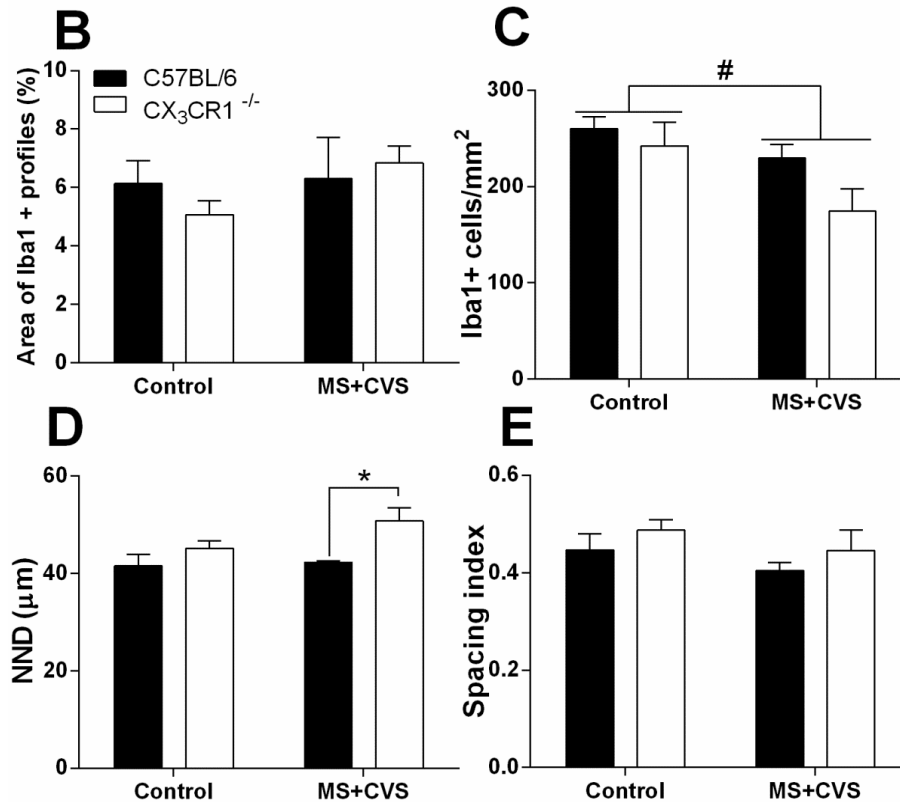 B
Area of Iba1 + profiles (%)
10
8
6
4
2
0
C57BL/6
CX₃CR1 -/-
Control
MS+CVS
C
Iba1+ cells/mm²
300
200
100
0
#
Control
MS+CVS
D
NND (µm)
60
40
20
0
*
Control
MS+CVS
E
Spacing index
0.6
0.4
0.2
0.0
Control
MS+CVS